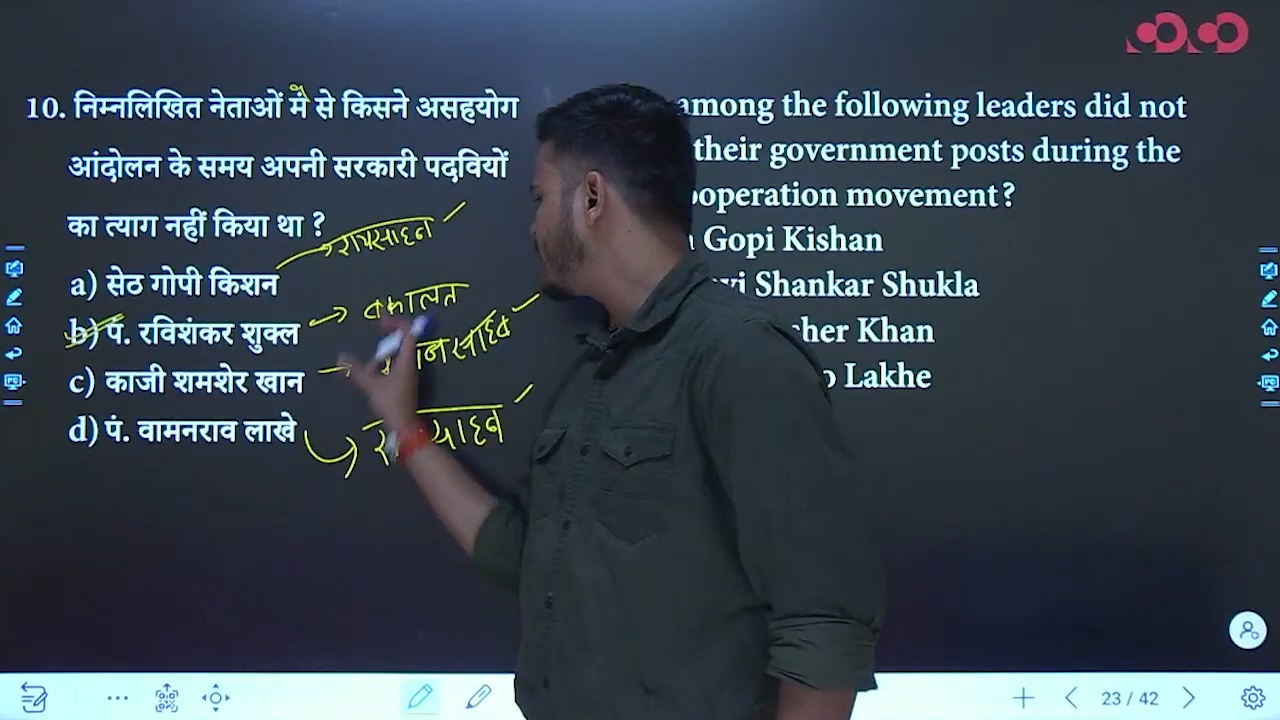 10. निम्नलिखित नेताओं में से किसने असहयोग
आंदोलन के समय अपनी सरकारी पदवियों
का त्याग नहीं किया था ?
a) सेठ गोपी किशन
रायसाहब
b) पं. रविशंकर शुक्ल
वकालत
c) काजी शमशेर खान
d) पं. वामनराव लाखे
among the following leaders did not
their government posts during the
operation movement?
Gopi Kishan
Shankar Shukla
Khan
Lakhe
23 / 42